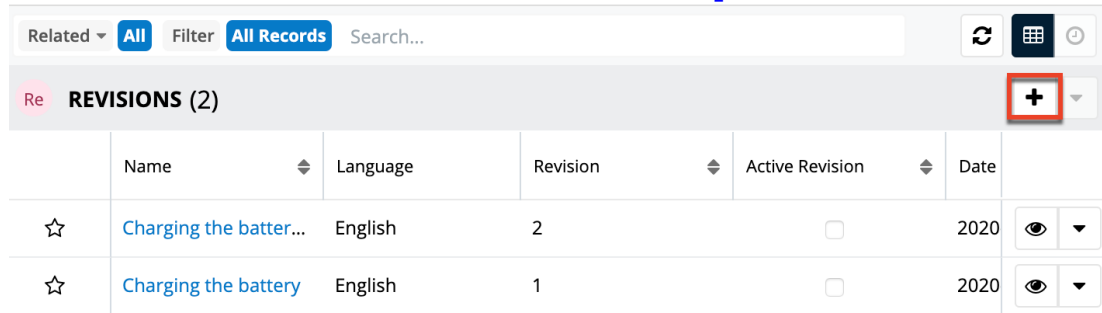 Related All Filter All Records Search...
Re REVISIONS (2)
Name Language Revision Active Revision Date
Charging the batter... English 2 2020
Charging the battery English 1 2020